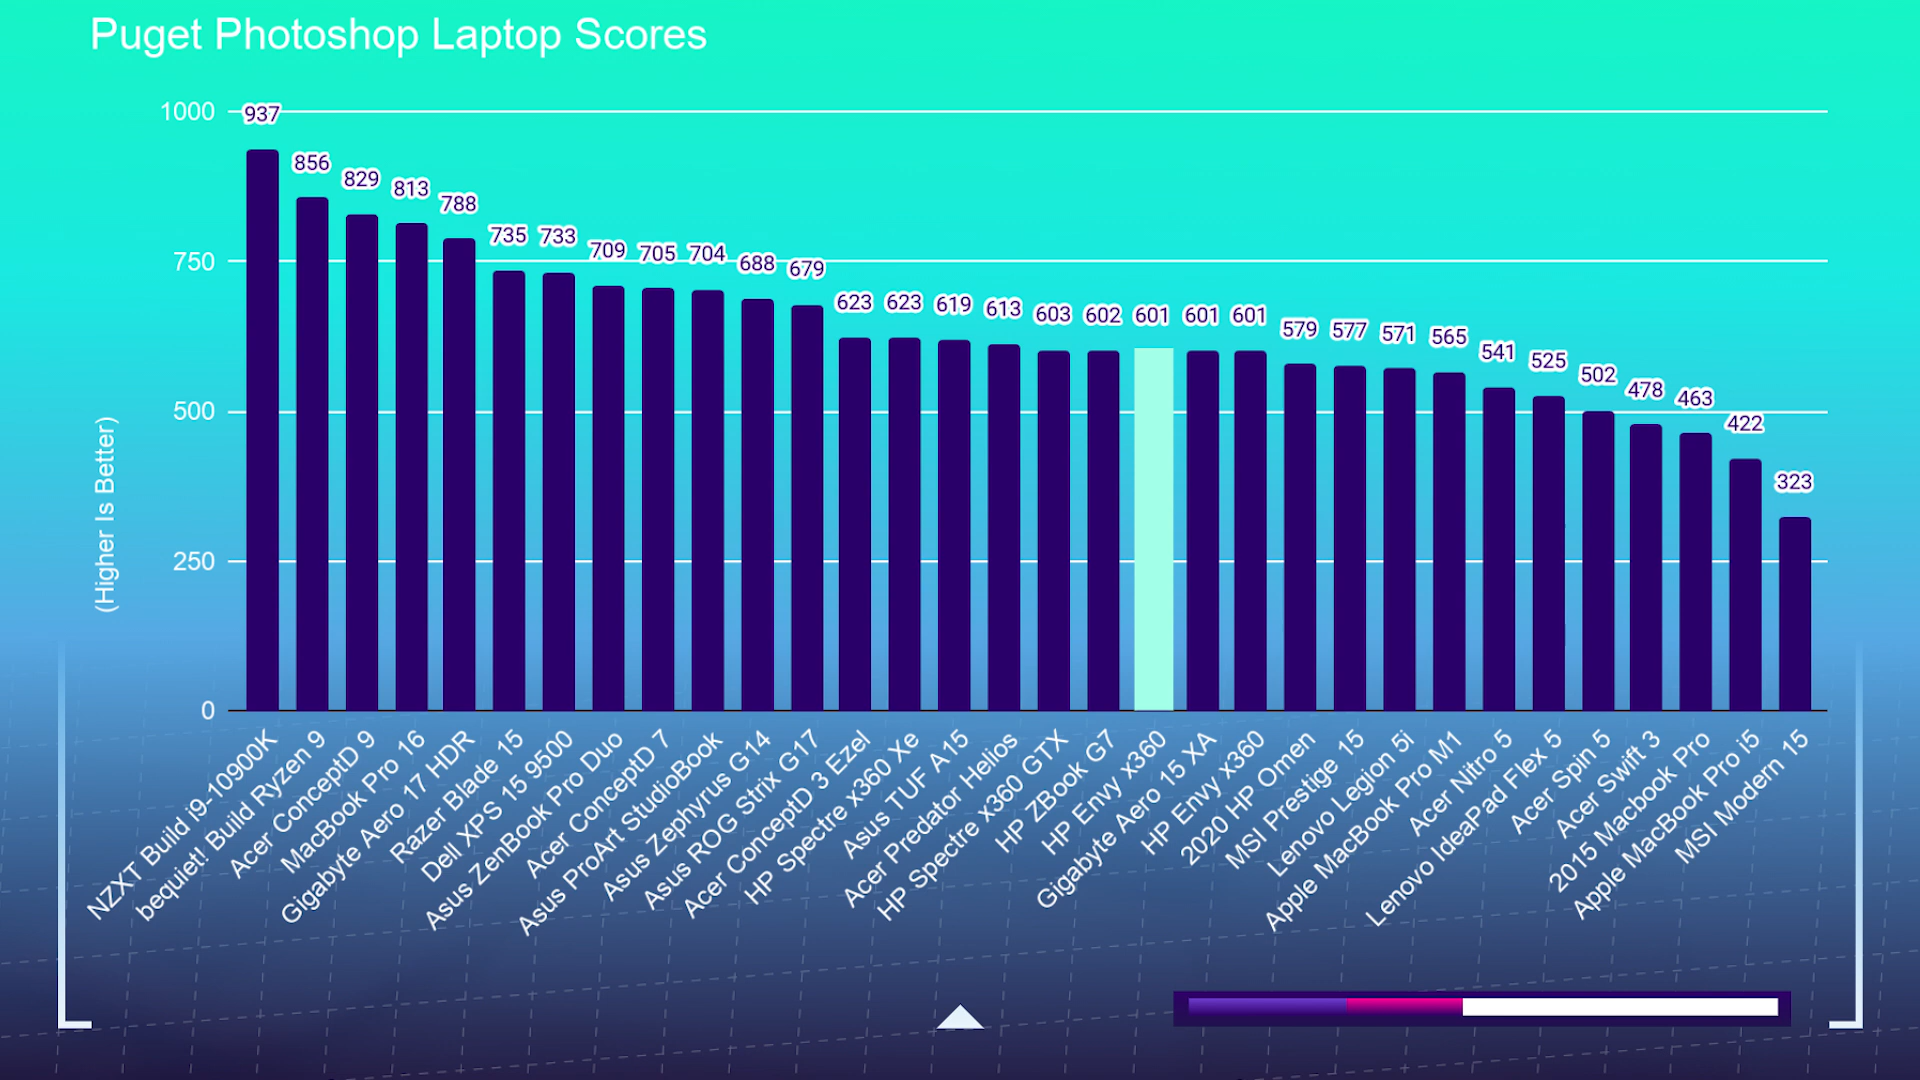 Puget Photoshop Laptop Scores
(Higher Is Better)
1000
750
500
250
0
937
856
829
813
788
735
733
709
705
704
688
679
623
623
619
613
603
602
601
601
601
579
577
571
565
541
525
502
478
463
422
323
NZXT Build i9-10900K
bequiet! Build Ryzen 9
Acer ConceptD 9
MacBook Pro 16
Gigabyte Aero 17 HDR
Razer Blade 15
Dell XPS 15 9500
Asus ZenBook Pro Duo
Acer ConceptD 7
Asus ProArt StudioBook
Asus Zephyrus G14
Asus ROG Strix G17
Acer ConceptD 3 Ezel
HP Spectre x360 Xe
Asus TUF A15
Acer Predator Helios
HP Spectre x360 GTX
HP ZBook G7
HP Envy x360
Gigabyte Aero 15 XA
HP Envy x360
2020 HP Omen
MSI Prestige 15
Lenovo Legion 5i
Apple MacBook Pro M1
Acer Nitro 5
Lenovo IdeaPad Flex 5
Acer Spin 5
Acer Swift 3
2015 Macbook Pro
Apple MacBook Pro i5
MSI Modern 15